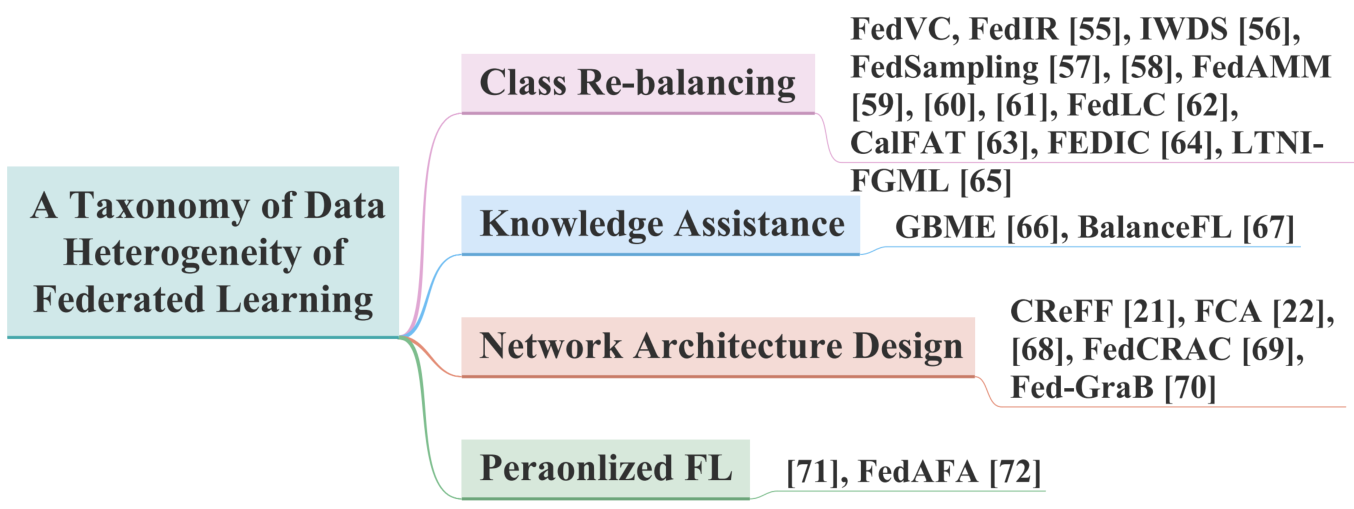 A Taxonomy of Data
Heterogeneity of
Federated Learning
Class Re-balancing
FedVC, FedIR [55], IWDS [56],
FedSampling [57], [58], FedAMM
[59], [60], [61], FedLC [62],
CalFAT [63], FEDIC [64], LTNI-
FGML [65]
Knowledge Assistance
GBME [66], BalanceFL [67]
Network Architecture Design
CReFF [21], FCA [22],
[68], FedCRAC [69],
Fed-GraB [70]
Peraonlized FL
[71], FedAFA [72]